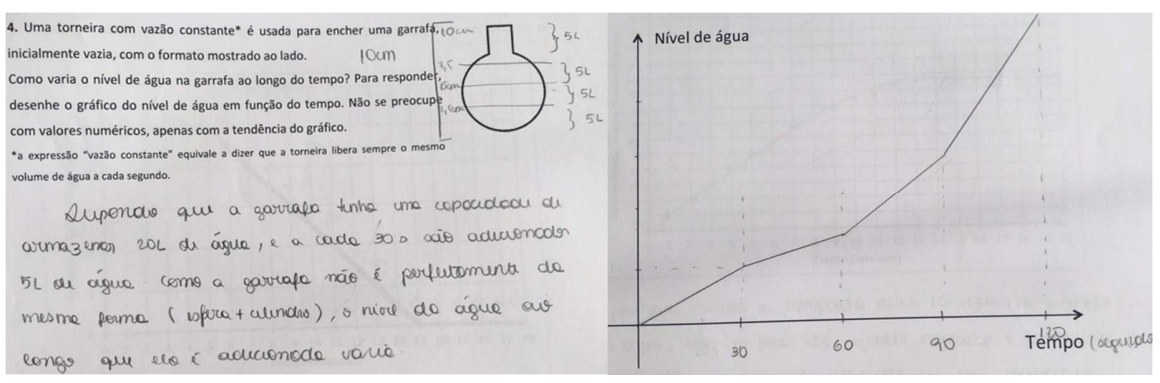 4. Uma torneira com vazão constante* é usada para encher uma garrafa,
inicialmente vazia, com o formato mostrado ao lado.
10cm
Como varia o nível de água na garrafa ao longo do tempo? Para responder,
desenhe o gráfico do nível de água em função do tempo. Não se preocupe
com valores numéricos, apenas com a tendência do gráfico.
*a expressão "vazão constante" equivale a dizer que a torneira libera sempre o mesmo
volume de água a cada segundo.
10cm
5L
7,5
5L
5L
5L
Supondo que a garrafa tenha uma capacidade de
armazenar 20L de água, e a cada 30s são adicionados
5L de água como a garrafa não é perfeitamente da
mesma forma (esfera + cilindro), o nível da água ao
longo que ela é adicionada varia.
Nível de água
30
60
90
120
Tempo (segundos